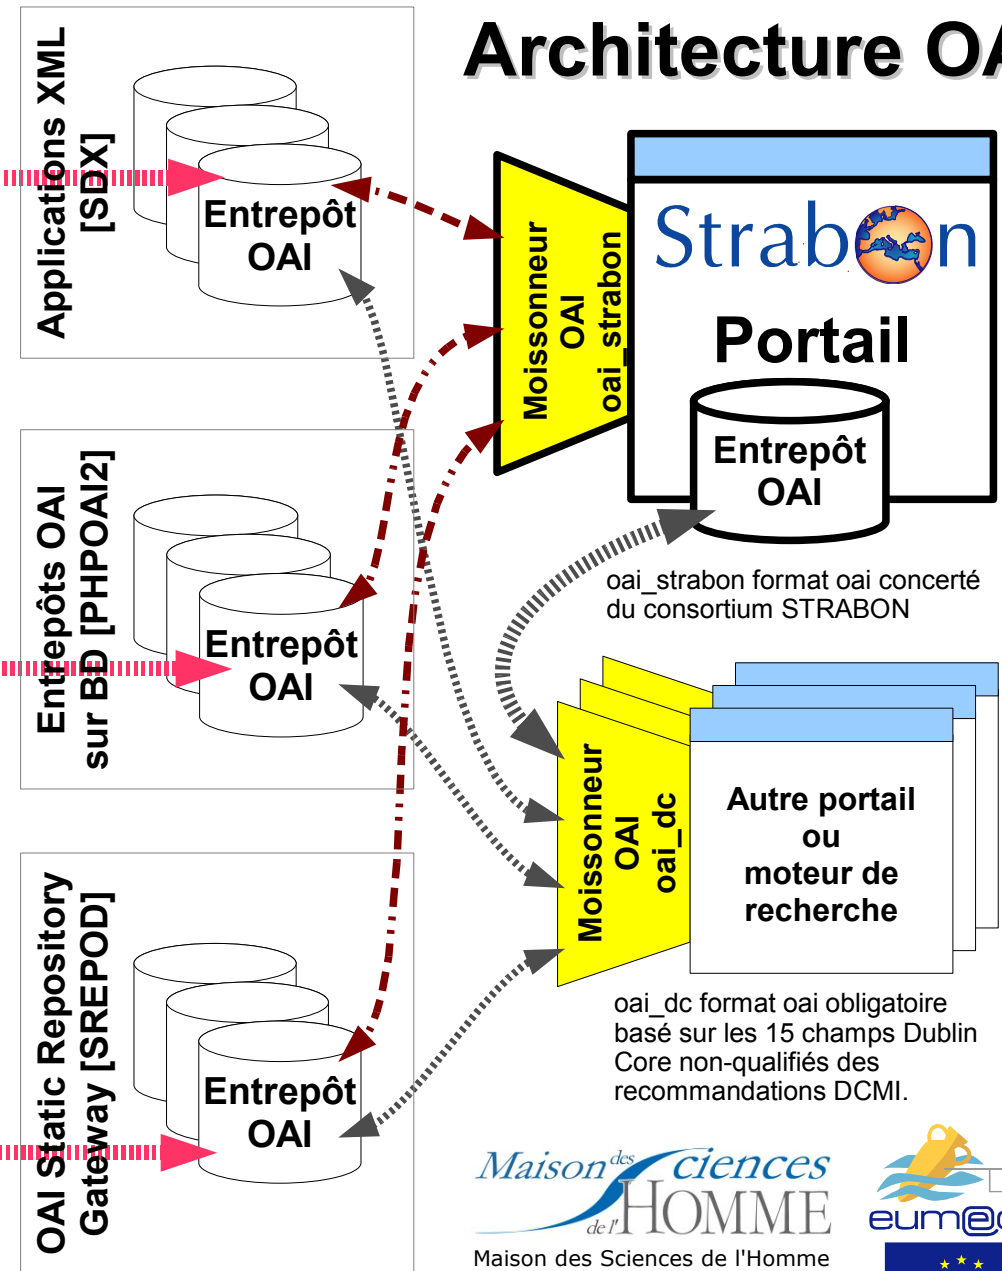 Architecture OA
Applications XML
[SDX]
Entrepôt
OAI
Moissonneur
OAI
oai_strabon
Strabon
Portail
Entrepôt
OAI
oai_strabon format oai concerté
du consortium STRABON
Entrepôts OAI
sur BD [PHPOAI2]
Entrepôt
OAI
Moissonneur
OAI
oai_dc
Autre portail
ou
moteur de
recherche
oai_dc format oai obligatoire
basé sur les 15 champs Dublin
Core non-qualifiés des
recommandations DCMI.
OAI Static Repository
Gateway [SREPOD]
Entrepôt
OAI
Maison des Sciences
de l'HOMME
Maison des Sciences de l'Homme